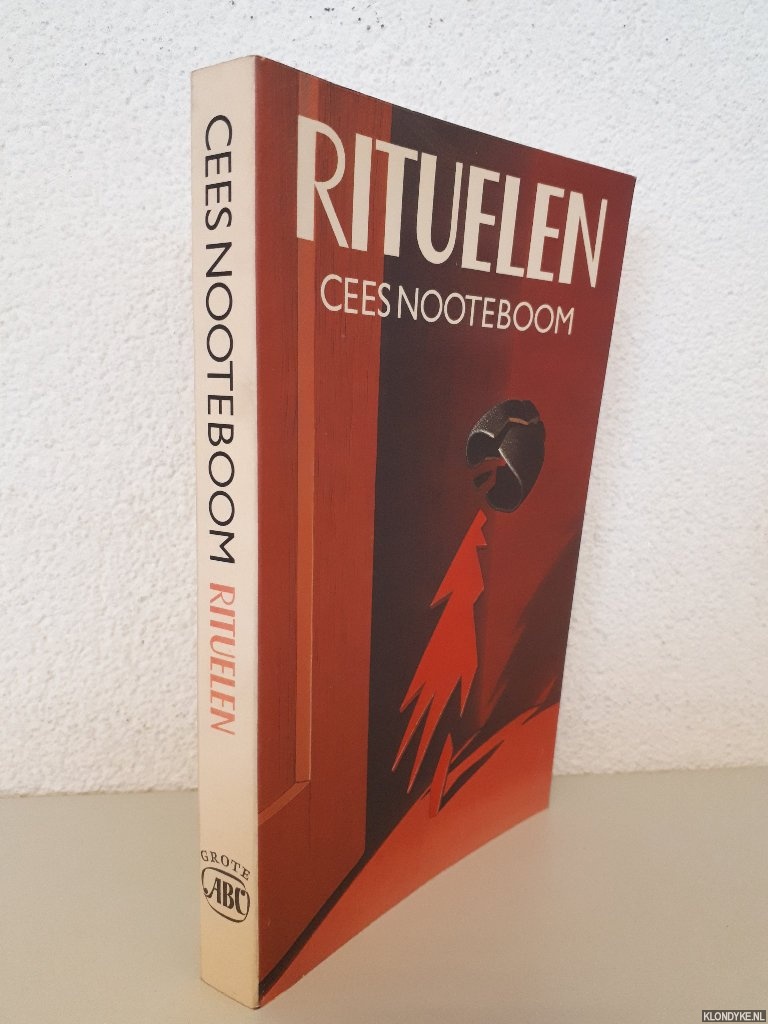 CEES NOOTEBOOM RITUELEN
GROTE
ABC
RITUELEN
CEES NOOTEBOOM
KLONDYKE.NL